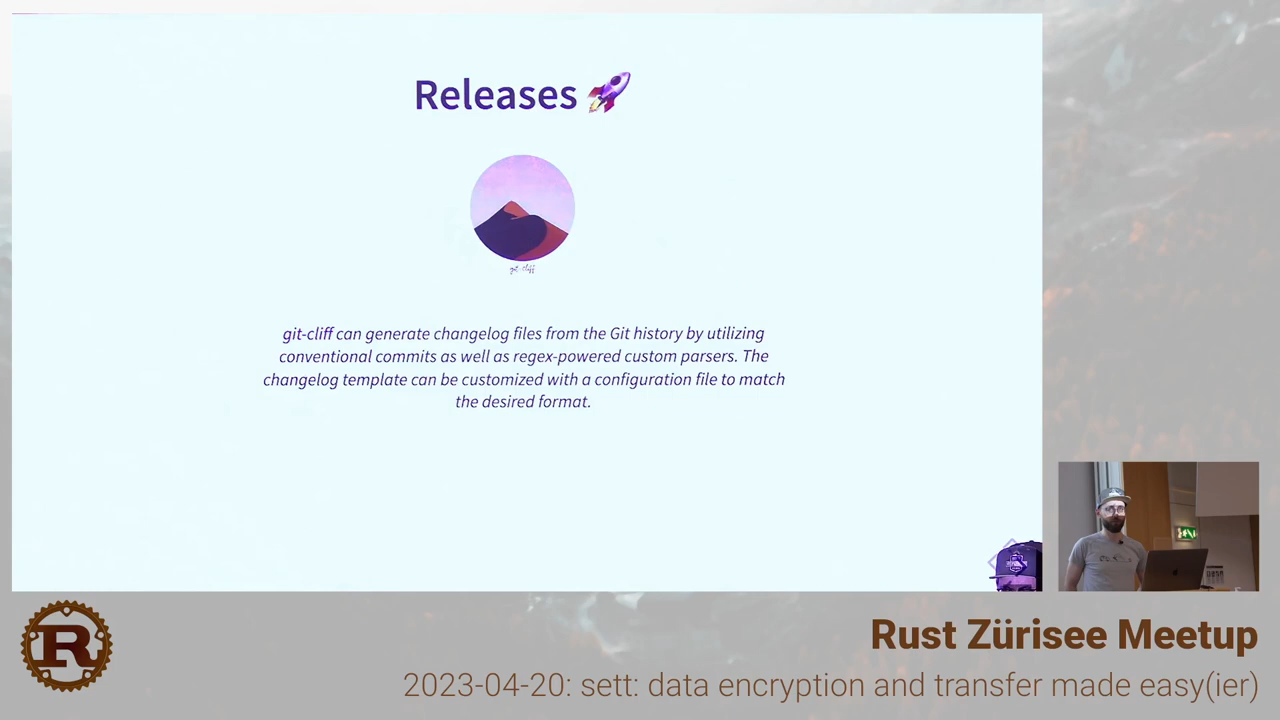 Releases 🚀
git-cliff
git-cliff can generate changelog files from the Git history by utilizing
conventional commits as well as regex-powered custom parsers. The
changelog template can be customized with a configuration file to match
the desired format.
R
Rust Zürisee Meetup
2023-04-20: sett: data encryption and transfer made easy(ier)